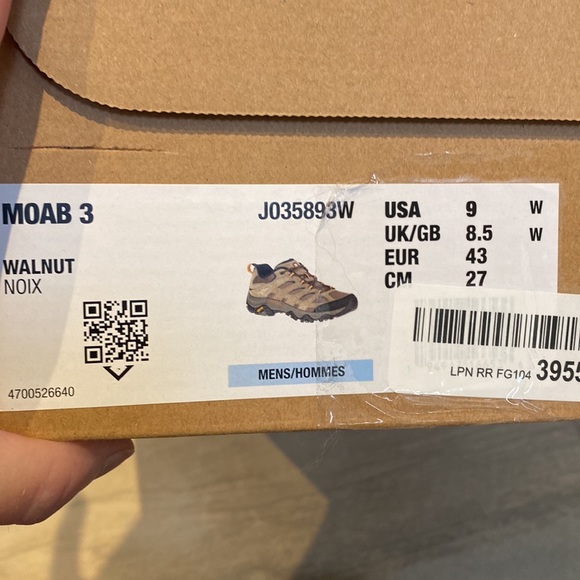 MOAB 3
J035893W
WALNUT
NOIX
4700526640
MENS/HOMMES
USA 9 W
UK/GB 8.5 W
EUR 43
CM 27
LPN RR FG104 3955